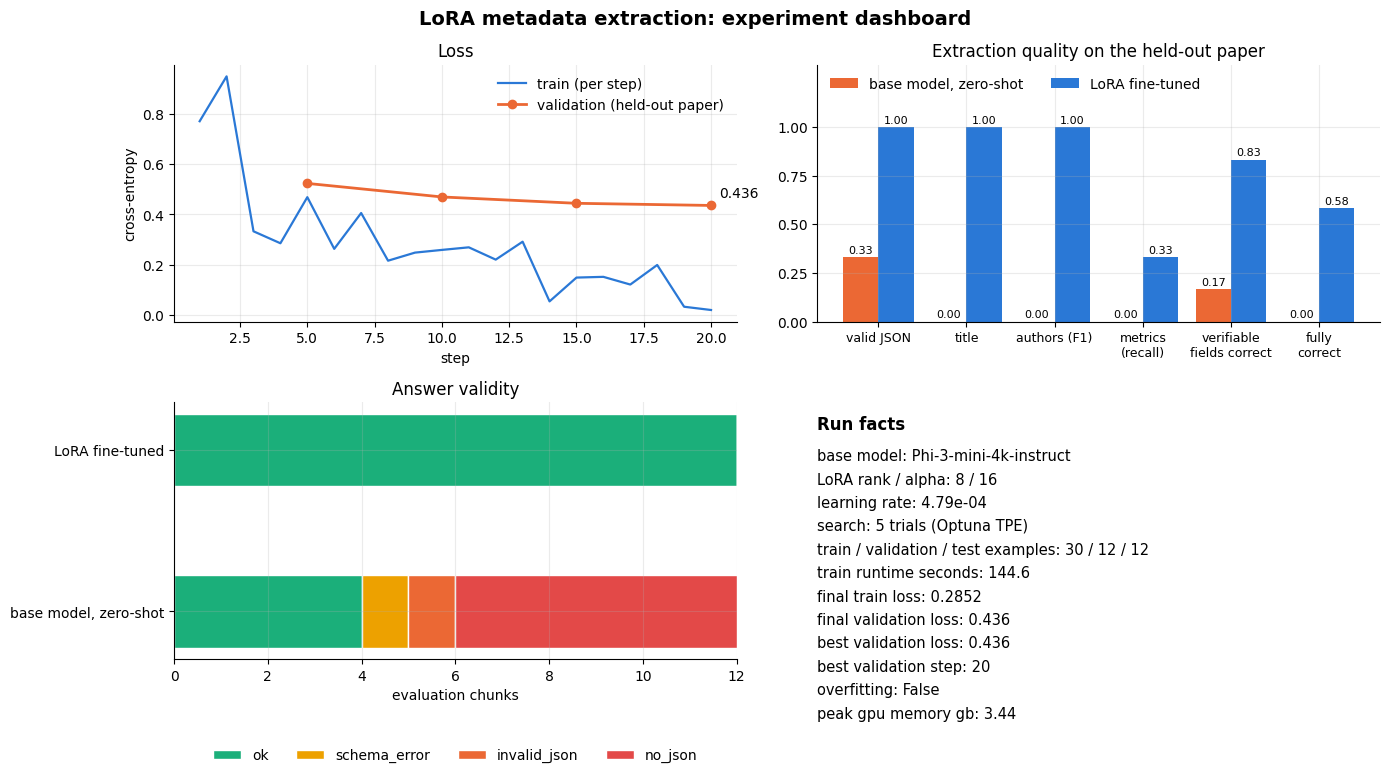 LoRA metadata extraction: experiment dashboard
Loss
train (per step)
validation (held-out paper)
0.8
0.6
0.4
0.2
0.0
cross-entropy
0.436
2.5 5.0 7.5 10.0 12.5 15.0 17.5 20.0
step
Extraction quality on the held-out paper
base model, zero-shot LoRA fine-tuned
1.00
0.75
0.50
0.25
0.00
0.33 1.00 0.00 1.00 0.00 1.00 0.00 0.33 0.17 0.83 0.00 0.58
valid JSON title authors (F1) metrics verifiable fully
(recall) fields correct correct
Answer validity
LoRA fine-tuned
base model, zero-shot
0 2 4 6 8 10 12
evaluation chunks
ok schema_error invalid_json no_json
Run facts
base model: Phi-3-mini-4k-instruct
LoRA rank / alpha: 8 / 16
learning rate: 4.79e-04
search: 5 trials (Optuna TPE)
train / validation / test examples: 30 / 12 / 12
train runtime seconds: 144.6
final train loss: 0.2852
final validation loss: 0.436
best validation loss: 0.436
best validation step: 20
overfitting: False
peak gpu memory gb: 3.44